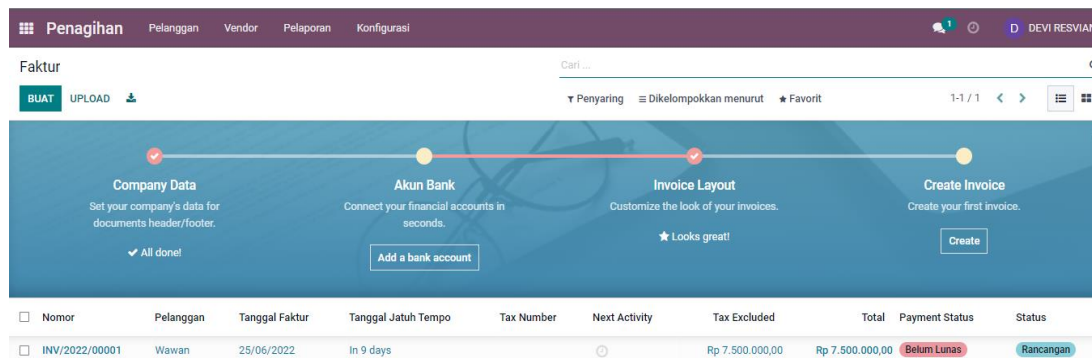 Penagihan Pelanggan Vendor Pelaporan Konfigurasi 1 D DEVI RESVIAN
Faktur Cari ...
BUAT UPLOAD Penyaring Dikelompokkan menurut Favorit 1-1 / 1
Company Data Akun Bank Invoice Layout Create Invoice
Set your company's data for Connect your financial accounts in Customize the look of your invoices. Create your first invoice.
documents header/footer. seconds.
All done! Add a bank account Looks great! Create
Nomor Pelanggan Tanggal Faktur Tanggal Jatuh Tempo Tax Number Next Activity Tax Excluded Total Payment Status Status
INV/2022/00001 Wawan 25/06/2022 In 9 days Rp 7.500.000,00 Rp 7.500.000,00 Belum Lunas Rancangan